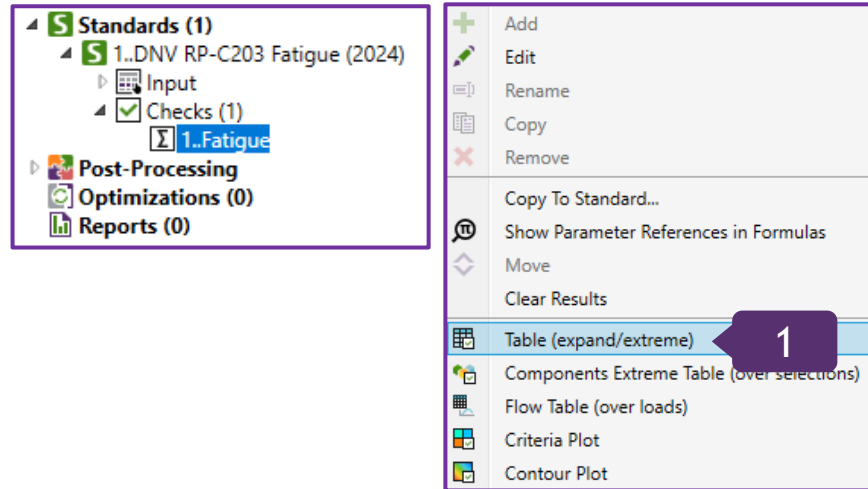 Standards (1)
1..DNV RP-C203 Fatigue (2024)
Input
Checks (1)
1..Fatigue
Post-Processing
Optimizations (0)
Reports (0)
Add
Edit
Rename
Copy
Remove
Copy To Standard...
Show Parameter References in Formulas
Move
Clear Results
Table (expand/extreme)
1
Components Extreme Table (over selections)
Flow Table (over loads)
Criteria Plot
Contour Plot